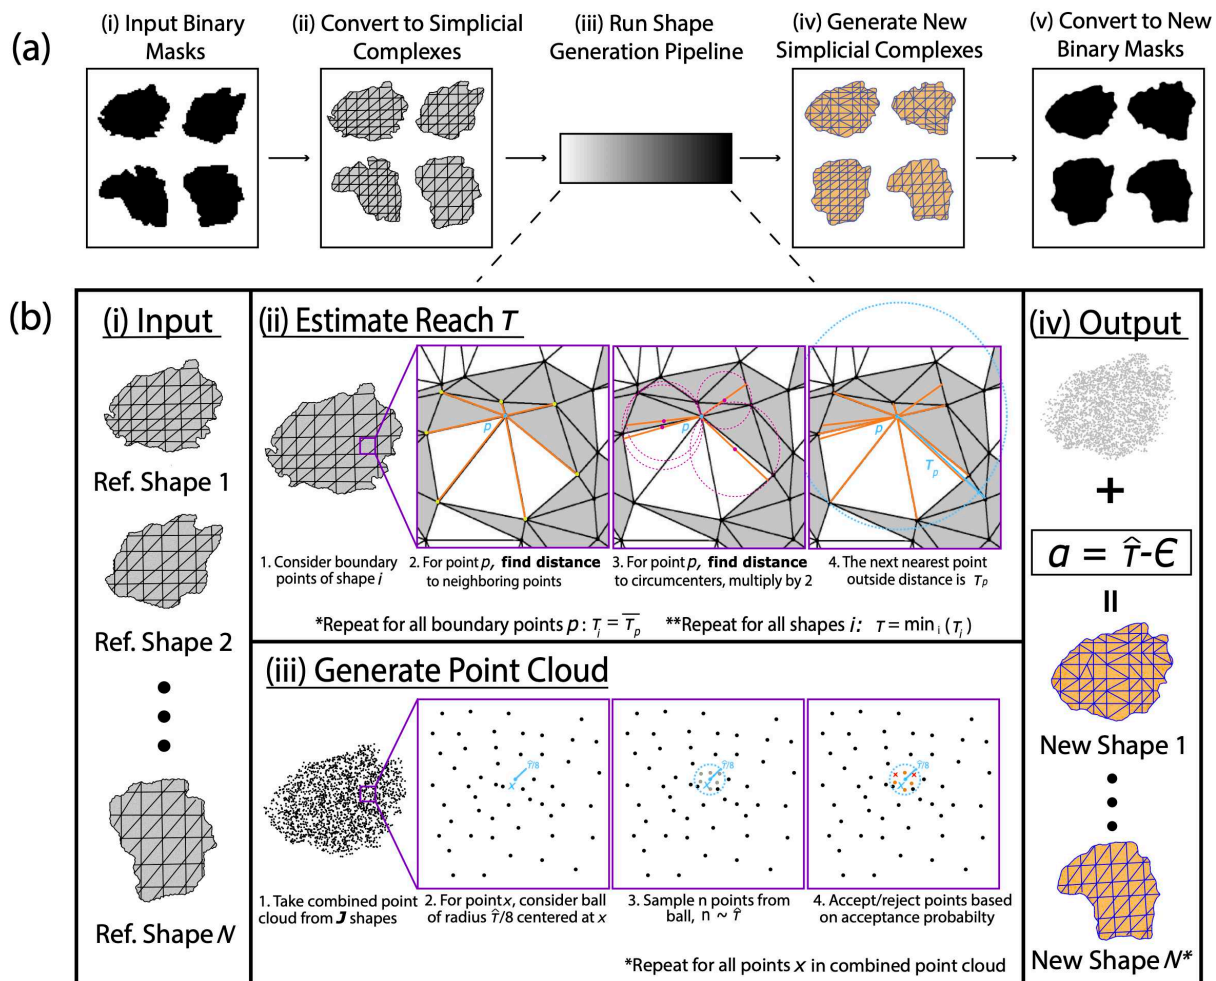 (a)
(i) Input Binary
Masks
(ii) Convert to Simplicial
Complexes
(iii) Run Shape
Generation Pipeline
(iv) Generate New
Simplicial Complexes
(v) Convert to New
Binary Masks
(b)
(i) Input
Ref. Shape 1
Ref. Shape 2
Ref. Shape N
(ii) Estimate Reach τ
p
p
p
τp
1. Consider boundary
points of shape i
2. For point p, find distance
to neighboring points
3. For point p, find distance
to circumcenters, multiply by 2
4. The next nearest point
outside distance is τp
*Repeat for all boundary points p: τi = τ̅p̅
**Repeat for all shapes i: τ = min i (τi)
(iii) Generate Point Cloud
x
τ̂/8
x
τ̂/8
x
τ̂/8
1. Take combined point
cloud from J shapes
2. For point x, consider ball
of radius τ̂/8 centered at x
3. Sample n points from
ball, n ~ τ̂
4. Accept/reject points based
on acceptance probabilty
*Repeat for all points x in combined point cloud
(iv) Output
+
a = τ̂-ϵ
=
New Shape 1
New Shape N*